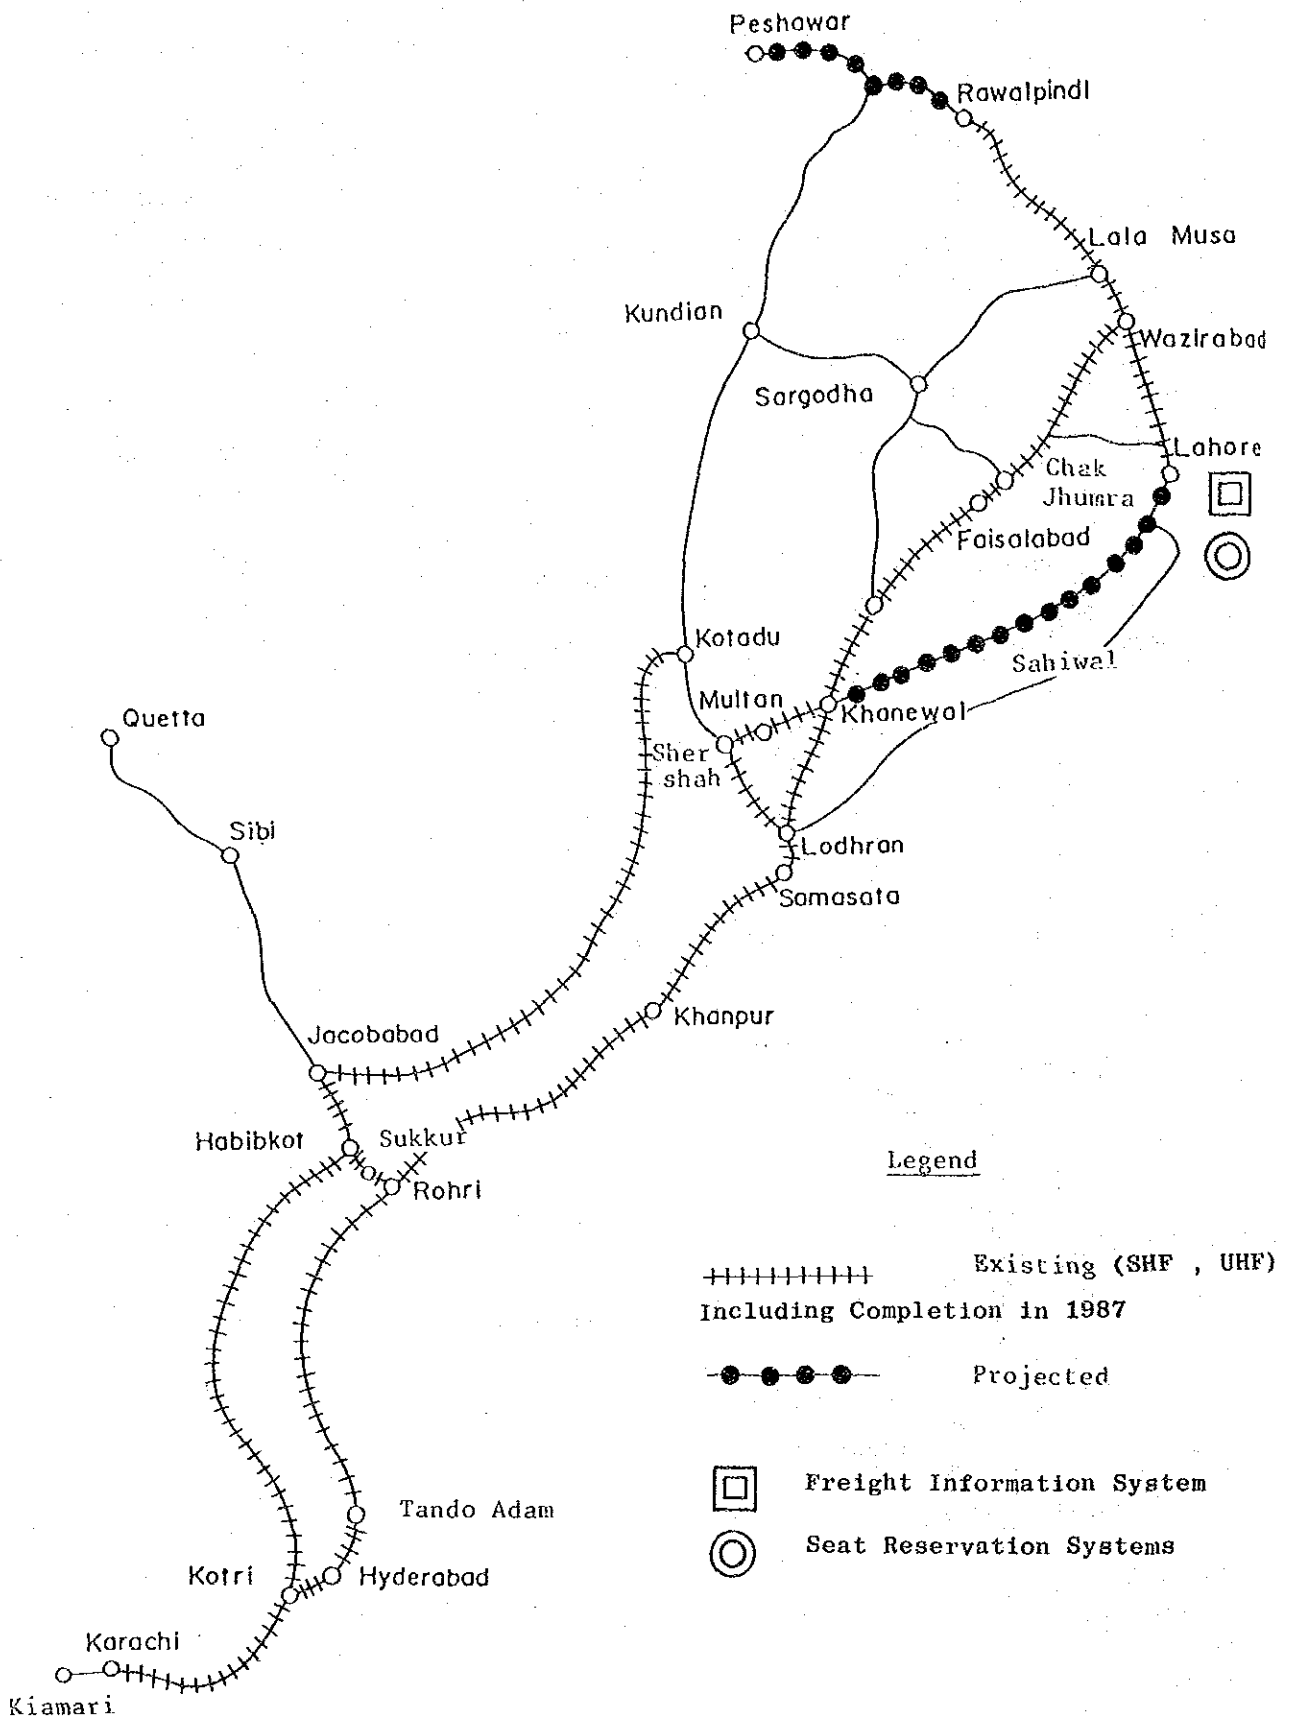 Peshawar
Rawalpindi
Lala Musa
Kundian
Wazirabad
Sargodha
Lahore
Chak
Jhumra
Faisalabad
Kotadu
Sahiwal
Multan
Khanewal
Quetta
Sher
shah
Sibi
Lodhran
Samasata
Khanpur
Jacobabad
Habibkot
Sukkur
Rohri
Legend
Existing (SHF , UHF)
Including Completion in 1987
Projected
Freight Information System
Tando Adam
Seat Reservation Systems
Kotri
Hyderabad
Karachi
Kiamari